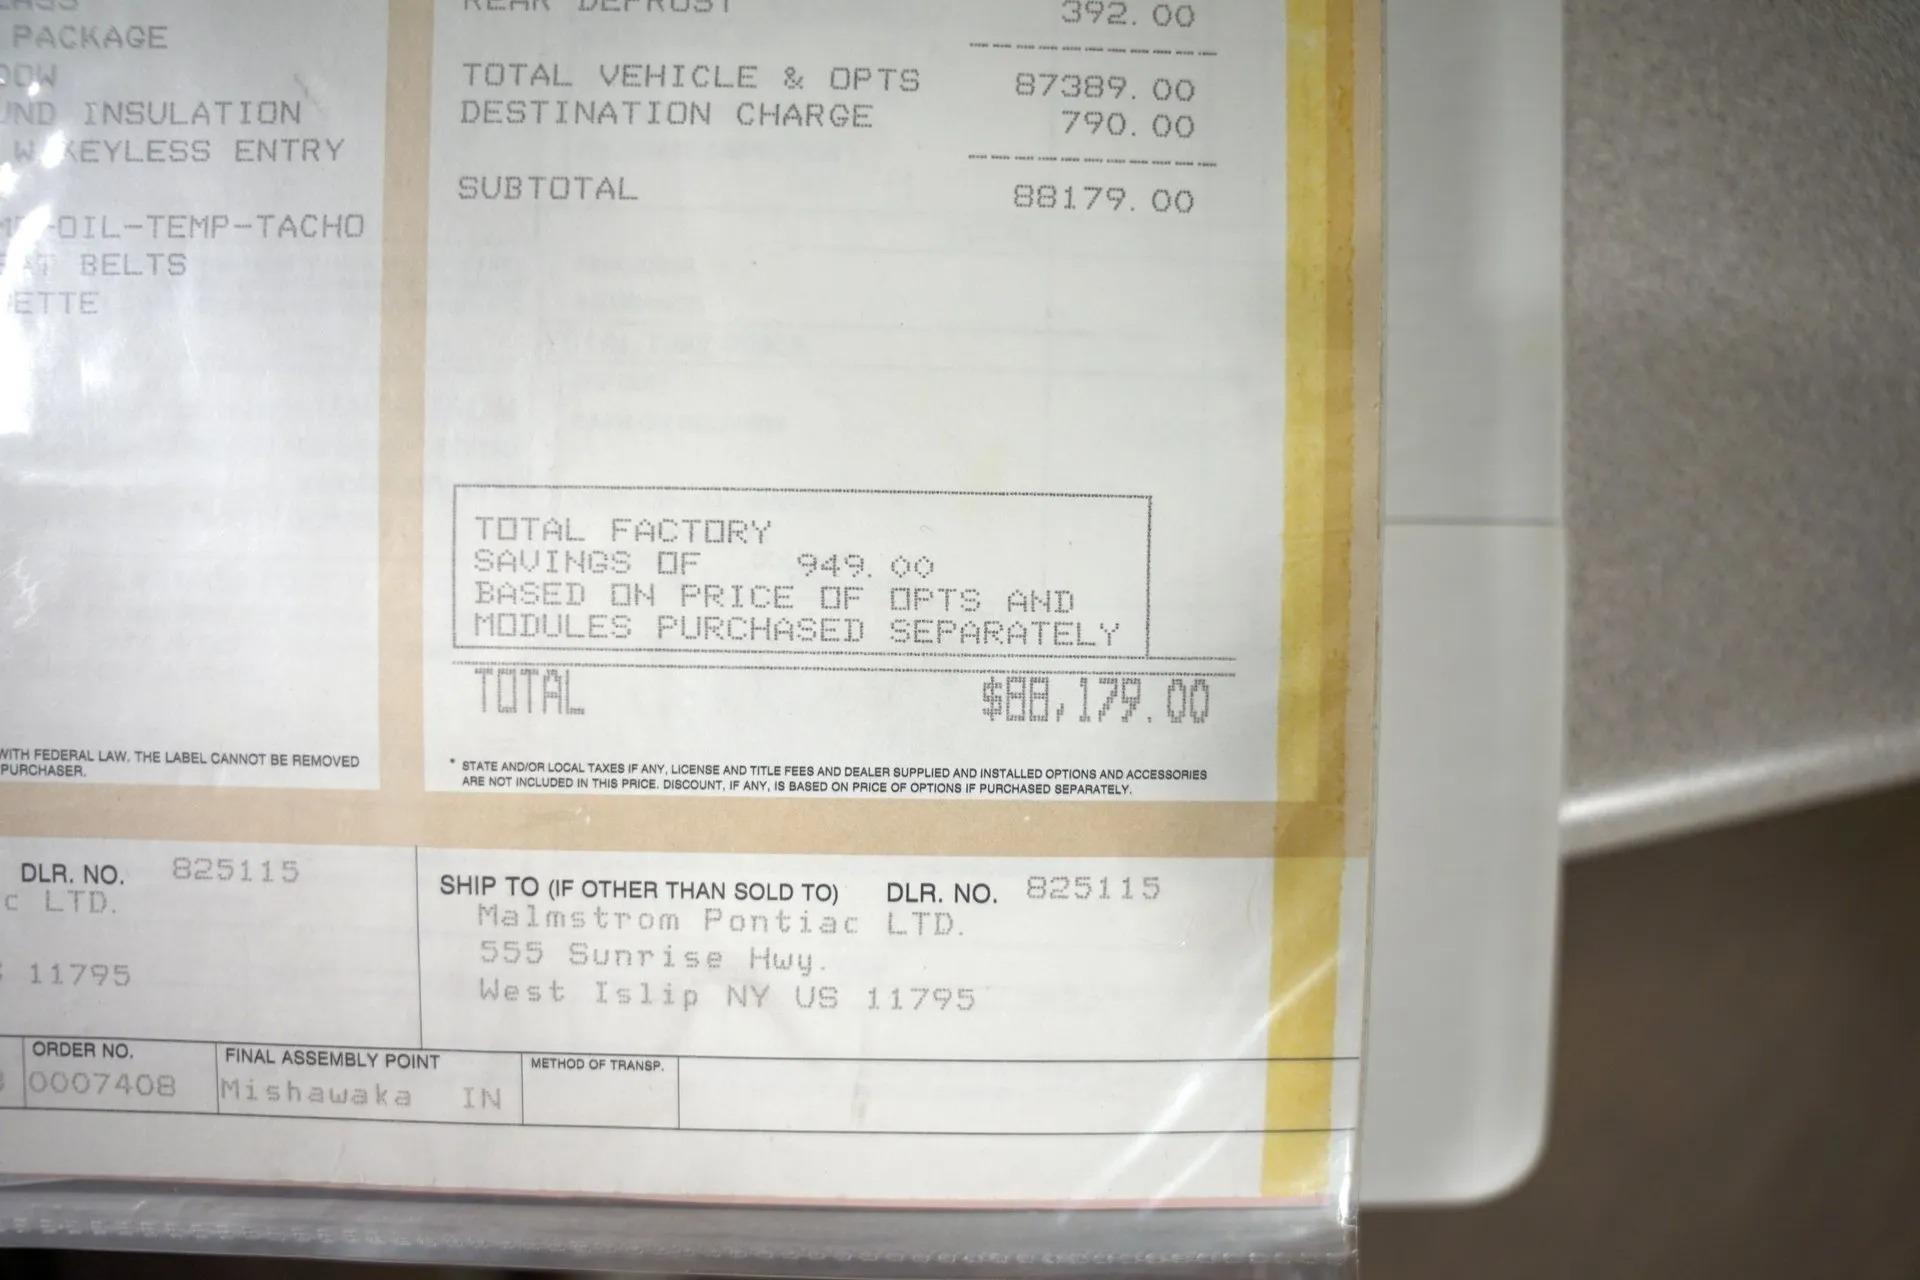 PACKAGE
INSULATION
KEYLESS ENTRY
-OIL-TEMP-TACHO
BELTS
REAR DEFROST 392.00
TOTAL VEHICLE & OPTS 87389.00
DESTINATION CHARGE 790.00
SUBTOTAL 88179.00
TOTAL FACTORY
SAVINGS OF 949.00
BASED ON PRICE OF OPTS AND
MODULES PURCHASED SEPARATELY
TOTAL $88,179.00
WITH FEDERAL LAW. THE LABEL CANNOT BE REMOVED
PURCHASER.
* STATE AND/OR LOCAL TAXES IF ANY, LICENSE AND TITLE FEES AND DEALER SUPPLIED AND INSTALLED OPTIONS AND ACCESSORIES
ARE NOT INCLUDED IN THIS PRICE. DISCOUNT, IF ANY, IS BASED ON PRICE OF OPTIONS IF PURCHASED SEPARATELY.
DLR. NO. 825115
c LTD.
11795
SHIP TO (IF OTHER THAN SOLD TO) DLR. NO. 825115
Malmstrom Pontiac LTD.
555 Sunrise Hwy.
West Islip NY US 11795
ORDER NO.
0007408
FINAL ASSEMBLY POINT
Mishawaka IN
METHOD OF TRANSP.